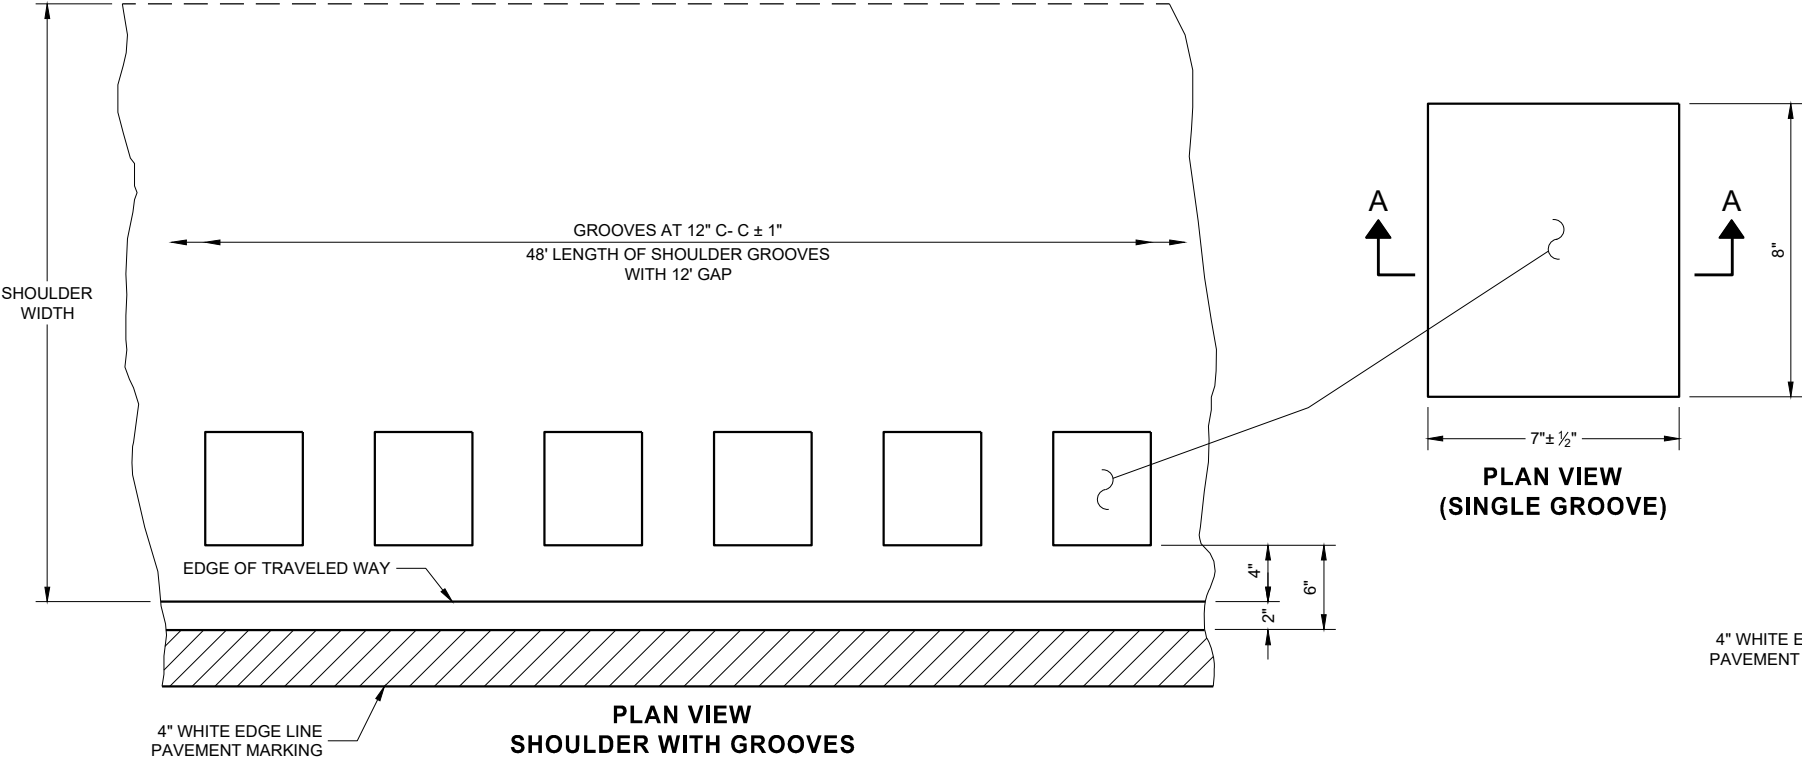 GROOVES AT 12" C- C ± 1"
48' LENGTH OF SHOULDER GROOVES
WITH 12' GAP
SHOULDER
WIDTH
EDGE OF TRAVELED WAY
4"
6"
2"
4" WHITE EDGE LINE
PAVEMENT MARKING
PLAN VIEW
SHOULDER WITH GROOVES
A
A
8"
7"± ½"
PLAN VIEW
(SINGLE GROOVE)
4" WHITE E
PAVEMENT